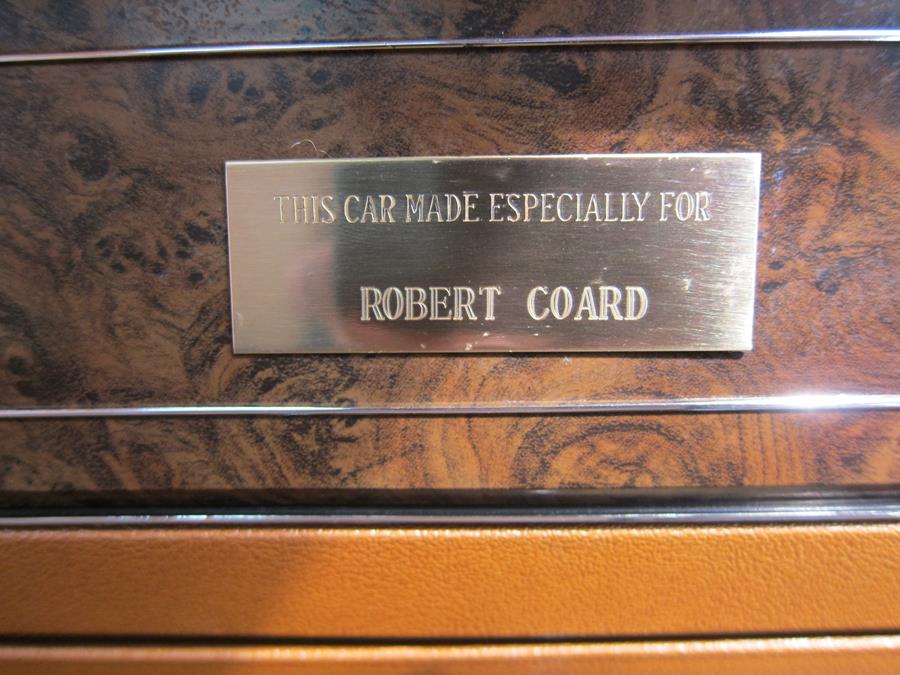 THIS CAR MADE ESPECIALLY FOR
ROBERT COARD